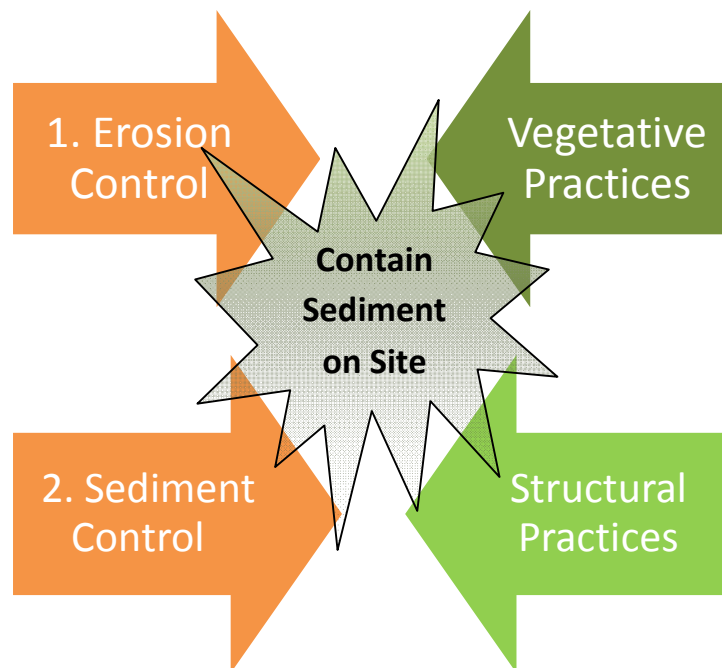 1. Erosion
Control
Vegetative
Practices
Contain
Sediment
on Site
2. Sediment
Control
Structural
Practices